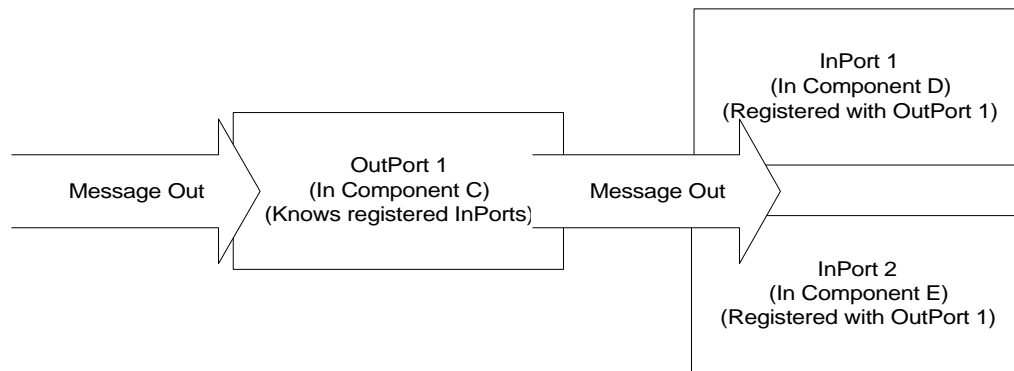 Message Out
OutPort 1
(In Component C)
(Knows registered InPorts)
Message Out
InPort 1
(In Component D)
(Registered with OutPort 1)
InPort 2
(In Component E)
(Registered with OutPort 1)